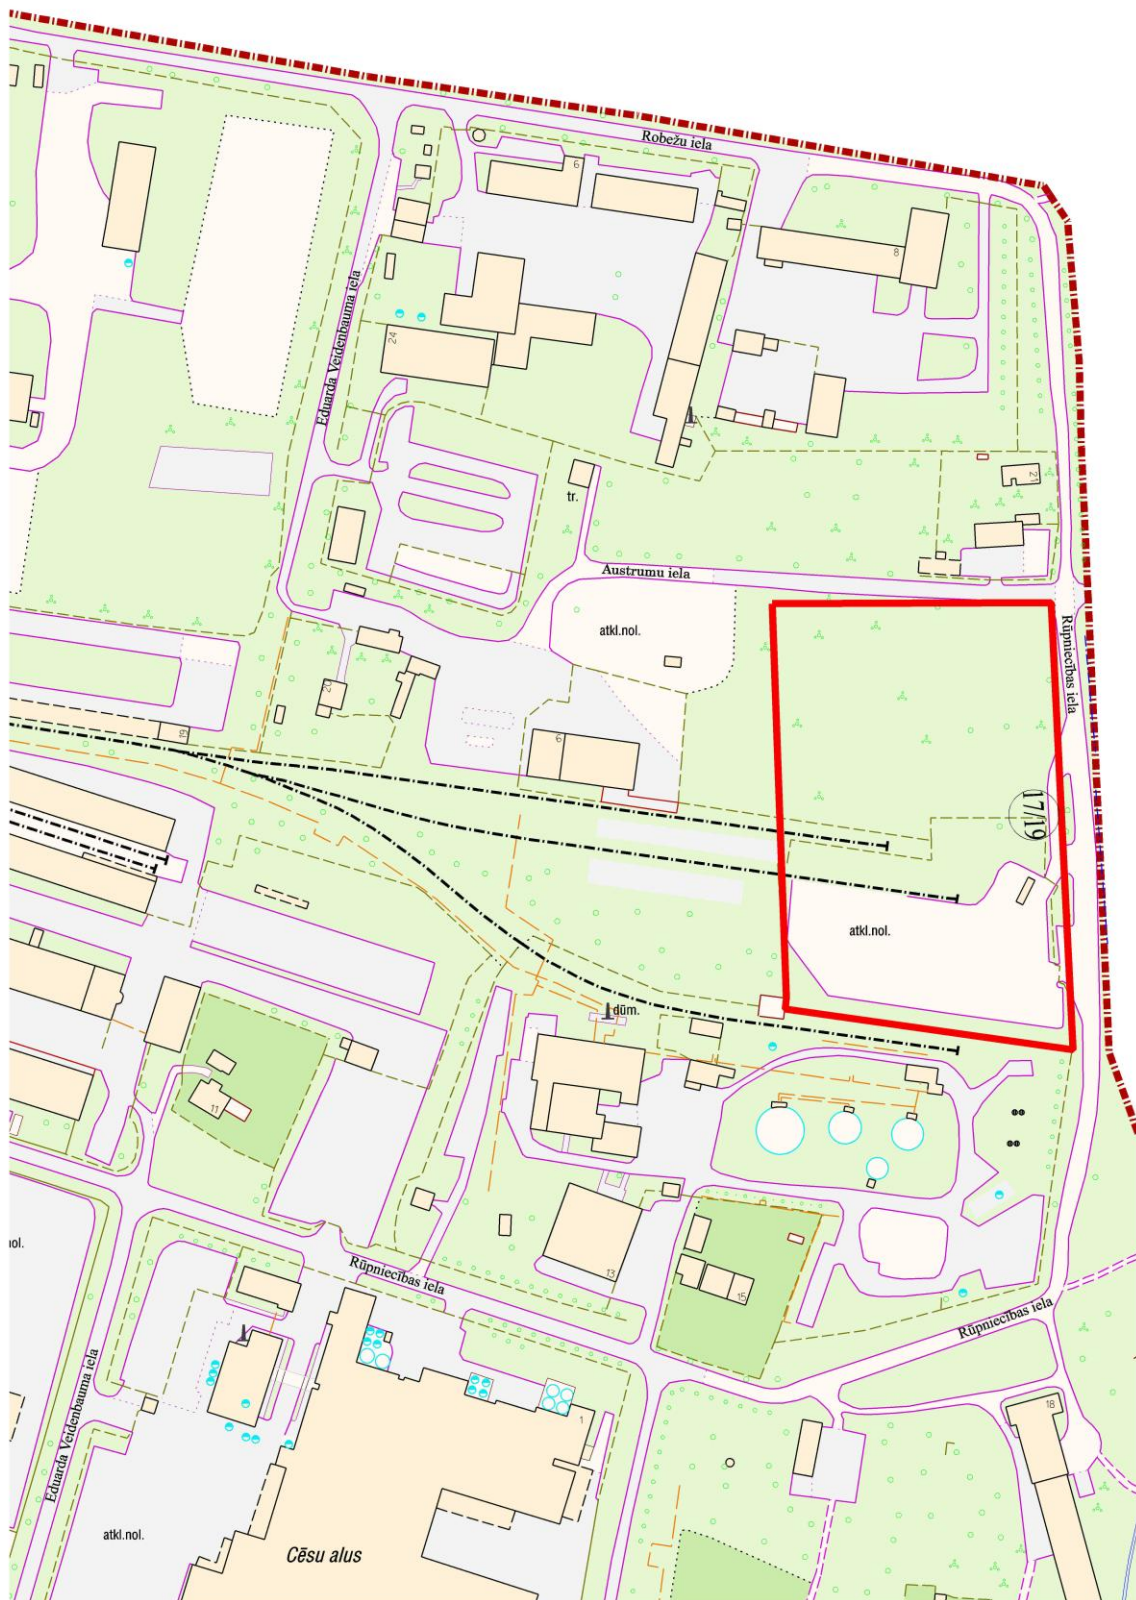 Robežu iela
6
8
Eduarda Veidenbauma iela
24
21
tr.
Austrumu iela
atkl.nol.
Rūpniecības iela
20
19
17/19
atkl.nol.
dūm.
11
nol.
13
15
Rūpniecības iela
Rūpniecības iela
Eduarda Veidenbauma iela
18
1
atkl.nol.
Cēsu alus